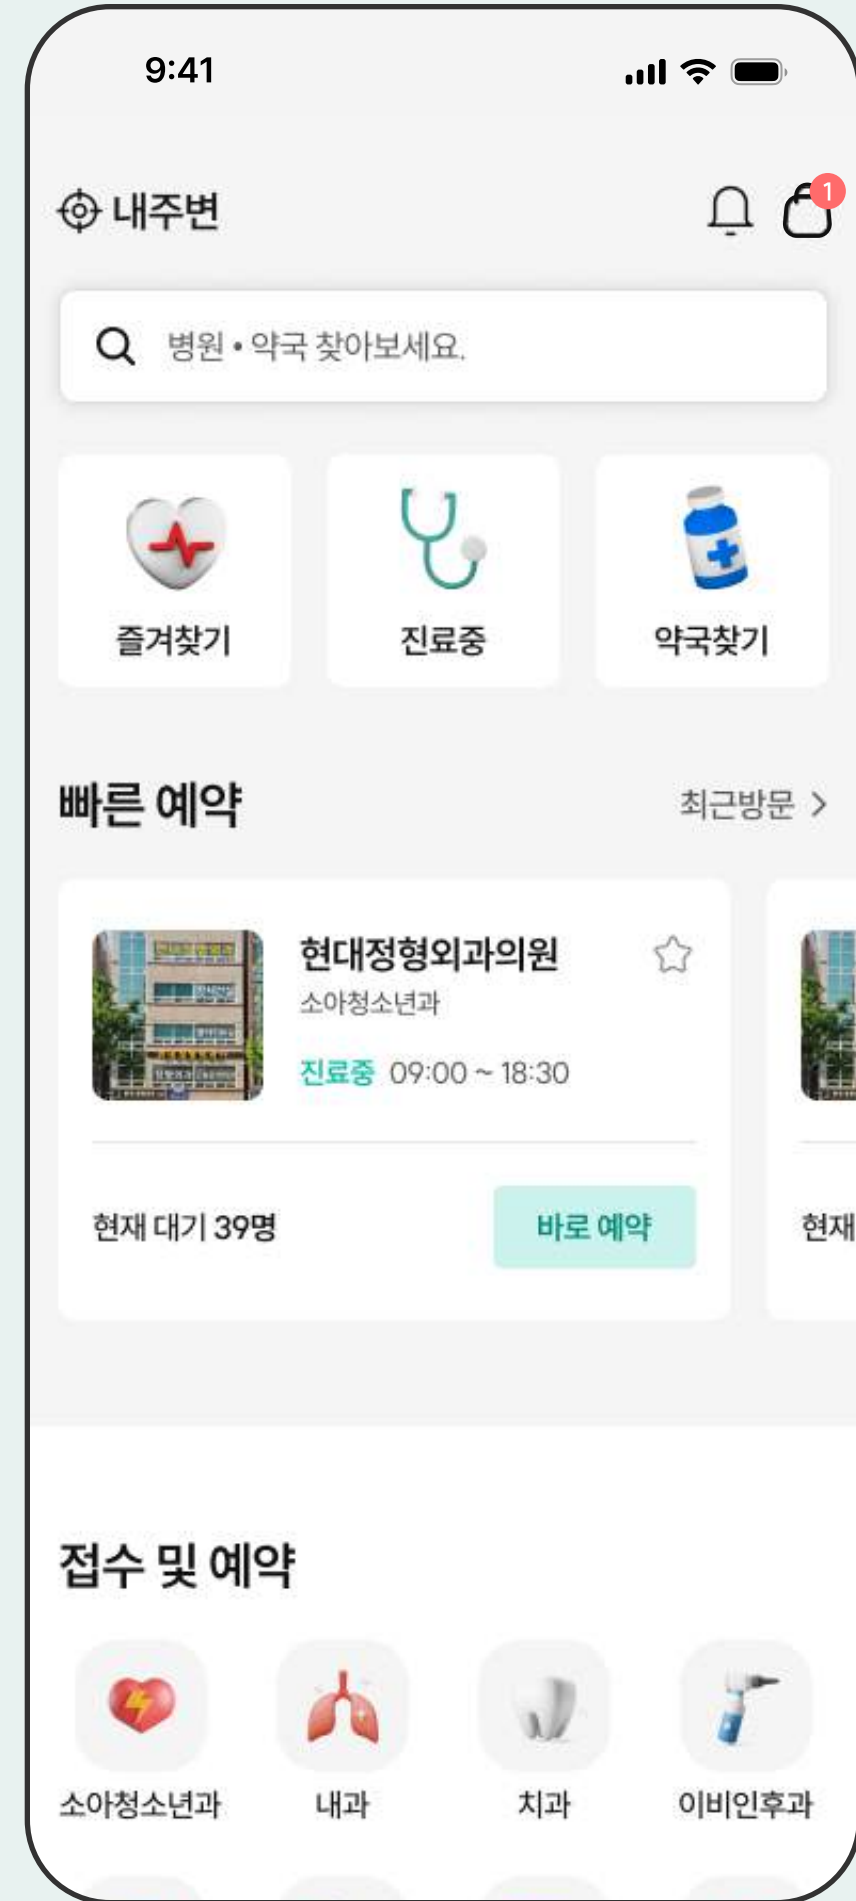 9:41
내주변
1
병원 • 약국 찾아보세요.
즐겨찾기
진료중
약국찾기
빠른 예약
최근방문 >
현대정형외과의원
소아청소년과
진료중 09:00 ~ 18:30
현재 대기 39명
바로 예약
현재
접수 및 예약
소아청소년과
내과
치과
이비인후과